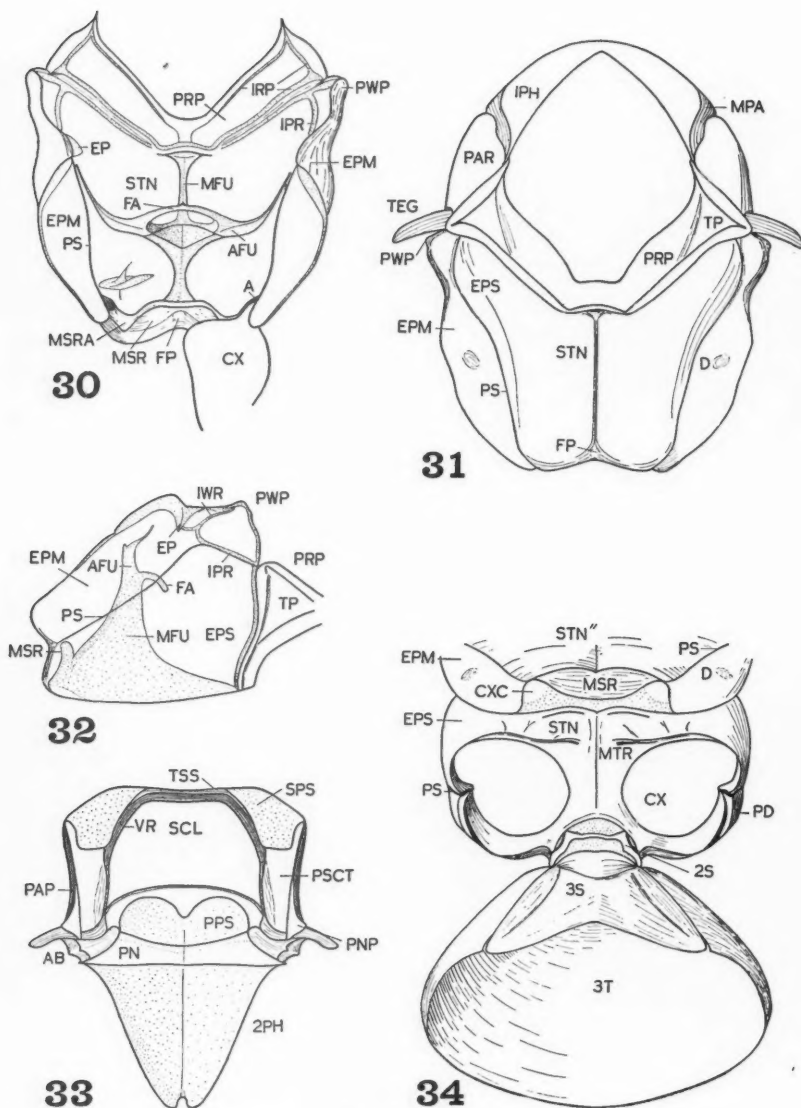 PRP
IRP
PWP
IPR
EP
EPM
STN
MFU
FA
EPM
PS
AFU
A
MSRA
MSR
FP
CX
30
IPH
MPA
PAR
TEG
TP
PWP
PRP
EPS
EPM
STN
D
PS
FP
31
IWR
PWP
EP
PRP
EPM
AFU
IPR
FA
TP
PS
MFU
EPS
MSR
32
STN"
EPM
PS
MSR
D
CXC
EPS
STN
MTR
PS
CX
PD
2S
3S
3T
34
TSS
SPS
VR
SCL
PAP
PSCT
PPS
AB
PN
PNP
2PH
33